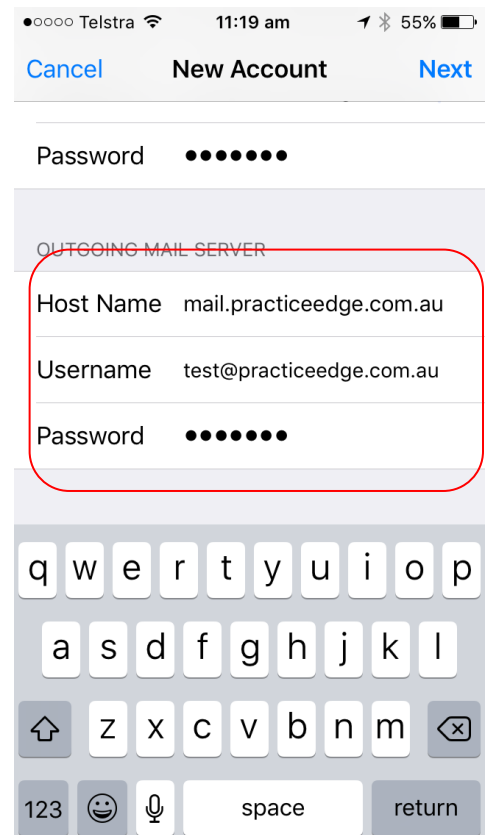 Telstra 11:19 am 55%
Cancel New Account Next
Password •••••••
OUTGOING MAIL SERVER
Host Name mail.practiceedge.com.au
Username test@practiceedge.com.au
Password •••••••
q w e r t y u i o p
a s d f g h j k l
z x c v b n m
123 space return